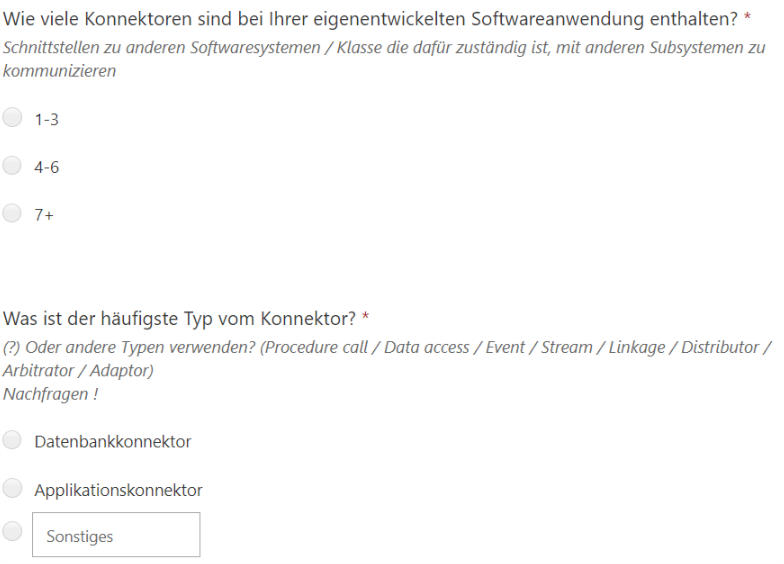 Wie viele Konnektoren sind bei Ihrer eigenentwickelten Softwareanwendung enthalten? *
Schnittstellen zu anderen Softwaresystemen / Klasse die dafür zuständig ist, mit anderen Subsystemen zu
kommunizieren
1-3
4-6
7+
Was ist der häufigste Typ vom Konnektor? *
(?) Oder andere Typen verwenden? (Procedure call / Data access / Event / Stream / Linkage / Distributor /
Arbitrator / Adaptor)
Nachfragen !
Datenbankkonnektor
Applikationskonnektor
Sonstiges